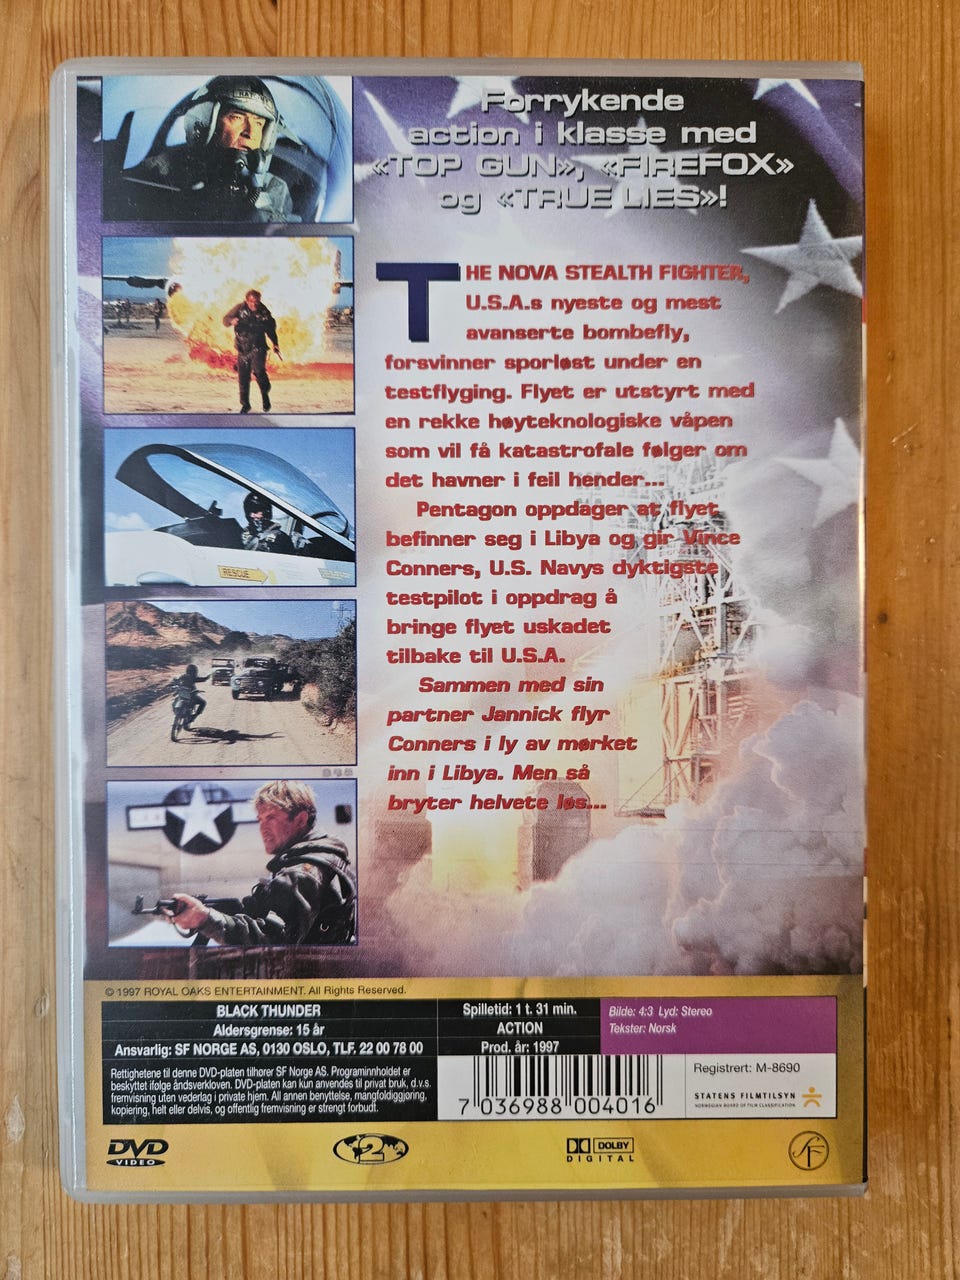 Forrykende
action i klasse med
«TOP GUN», «FIREFOX»
og «TRUE LIES»!
THE NOVA STEALTH FIGHTER,
U.S.A.s nyeste og mest
avanserte bombefly,
forsvinner sporløst under en
testflyging. Flyet er utstyrt med
en rekke høyteknologiske våpen
som vil få katastrofale følger om
det havner i feil hender...
Pentagon oppdager at flyet
befinner seg i Libya og gir Vince
Conners, U.S. Navys dyktigste
testpilot i oppdrag å
bringe flyet uskadet
tilbake til U.S.A.
Sammen med sin
partner Jannick flyr
Conners i ly av mørket
inn i Libya. Men så
bryter helvete løs...
RESCUE
© 1997 ROYAL OAKS ENTERTAINMENT. All Rights Reserved.
BLACK THUNDER
Aldersgrense: 15 år
Ansvarlig: SF NORGE AS, 0130 OSLO, TLF. 22 00 78 00
Rettighetene til denne DVD-platen tilhører SF Norge AS. Programinnholdet er
beskyttet ifølge åndsverkloven. DVD-platen kan kun anvendes til privat bruk, d.v.s.
fremvisning uten vederlag i private hjem. All annen benyttelse, mangfoldiggjøring,
kopiering, helt eller delvis, og offentlig fremvisning er strengt forbudt.
Spilletid: 1 t. 31 min.
ACTION
Prod. år: 1997
Bilde: 4:3 Lyd: Stereo
Tekster: Norsk
7 036988 004016
Registrert: M-8690
STATENS FILMTILSYN
NORWEGIAN BOARD OF FILM CLASSIFICATION
DVD
VIDEO
2
DOLBY
DIGITAL
SF